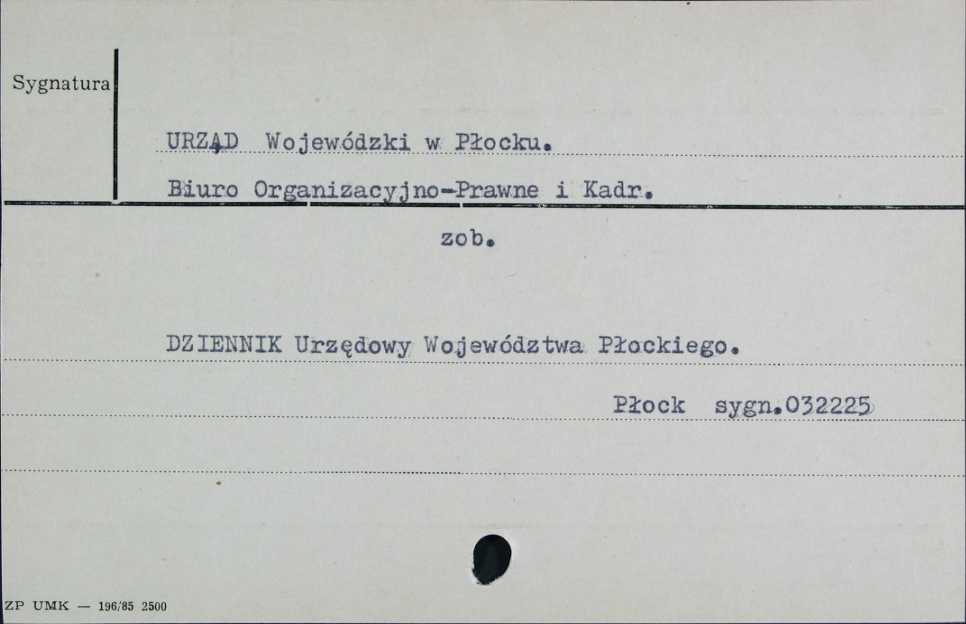 Sygnatura
URZĄD Wojewódzki w Płocku.
Biuro Organizacyjno-Prawne i Kadr.
zob.
DZIENNIK Urzędowy Województwa Płockiego.
Płock sygn.032225
ZP UMK — 196/85 2500